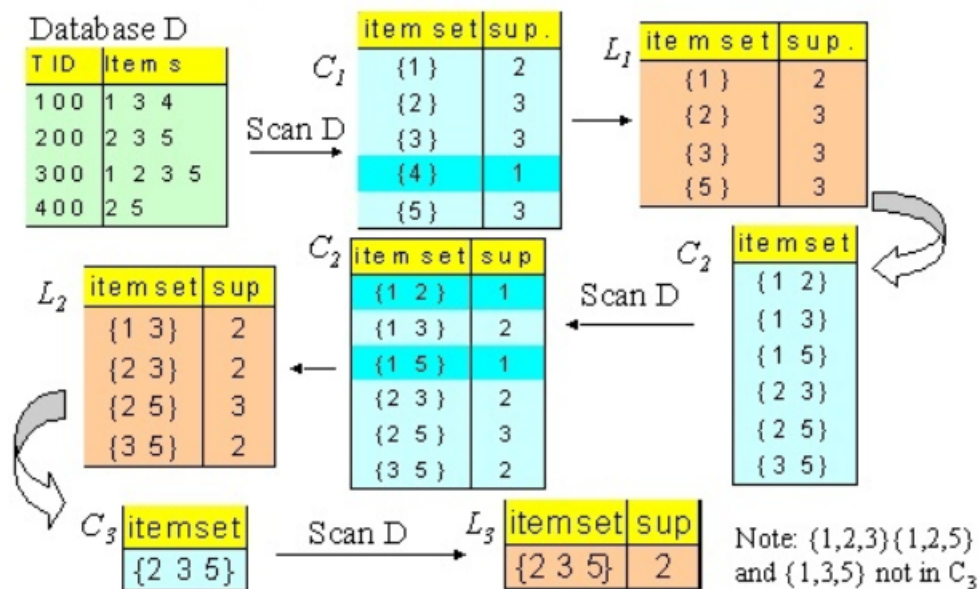 Database D
TID Items
100 1 3 4
200 2 3 5
300 1 2 3 5
400 2 5
Scan D
C1
itemset sup.
{1} 2
{2} 3
{3} 3
{4} 1
{5} 3
L1
itemset sup.
{1} 2
{2} 3
{3} 3
{5} 3
C2
itemset
{1 2}
{1 3}
{1 5}
{2 3}
{2 5}
{3 5}
Scan D
C2
itemset sup
{1 2} 1
{1 3} 2
{1 5} 1
{2 3} 2
{2 5} 3
{3 5} 2
L2
itemset sup
{1 3} 2
{2 3} 2
{2 5} 3
{3 5} 2
C3
itemset
{2 3 5}
Scan D
L3
itemset sup
{2 3 5} 2
Note: {1,2,3}{1,2,5}
and {1,3,5} not in C3